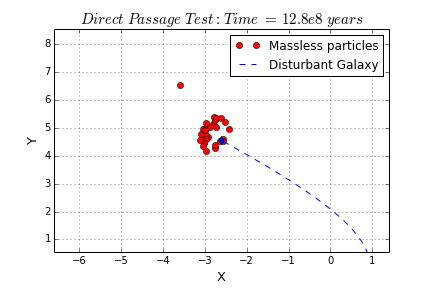 Direct Passage Test: Time = 12.8e8 years
Massless particles
Disturbant Galaxy
Y
8
7
6
5
4
3
2
1
−6 −5 −4 −3 −2 −1 0 1
X